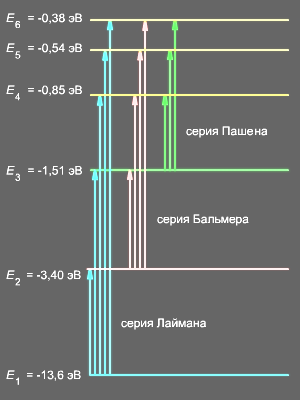 E6 = -0,38 эВ
E5 = -0,54 эВ
E4 = -0,85 эВ
серия Пашена
E3 = -1,51 эВ
серия Бальмера
E2 = -3,40 эВ
серия Лаймана
E1 = -13,6 эВ